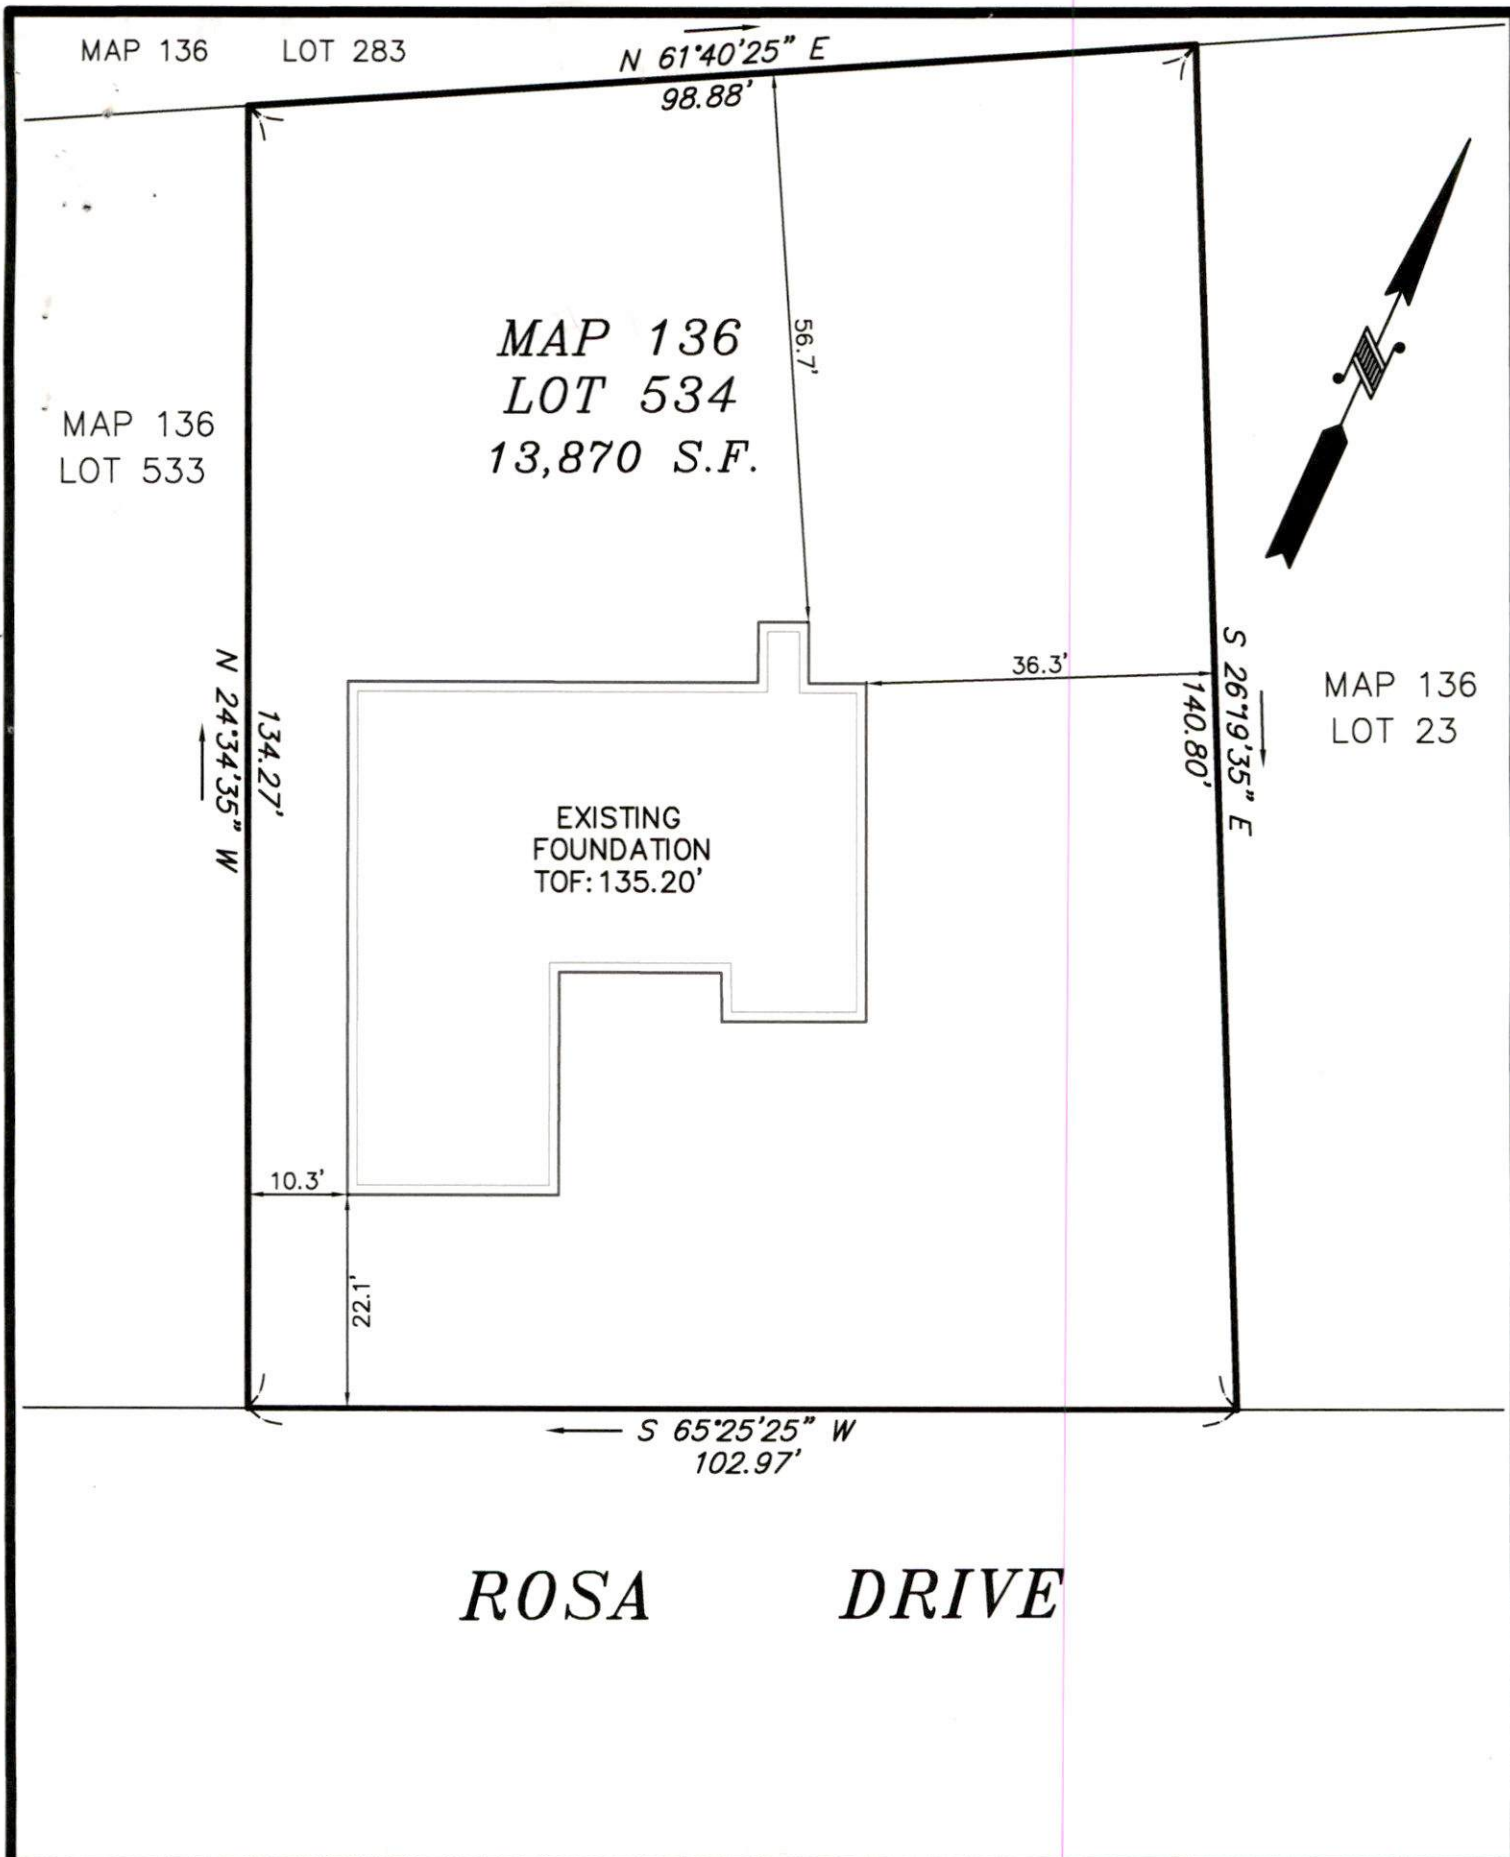 MAP 136 LOT 283
N 61°40'25" E
98.88'
MAP 136
LOT 534
13,870 S.F.
56.7'
MAP 136
LOT 533
N 24°34'35" W
134.27'
36.3'
S 26°19'35" E
140.80'
MAP 136
LOT 23
EXISTING
FOUNDATION
TOF: 135.20'
10.3'
22.1'
S 65°25'25" W
102.97'
ROSA DRIVE